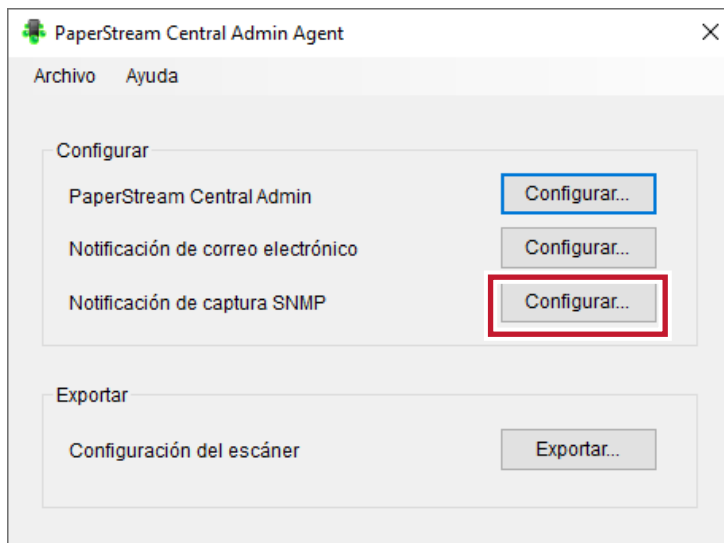 PaperStream Central Admin Agent
Archivo Ayuda
Configurar
PaperStream Central Admin Configurar...
Notificación de correo electrónico Configurar...
Notificación de captura SNMP Configurar...
Exportar
Configuración del escáner Exportar...